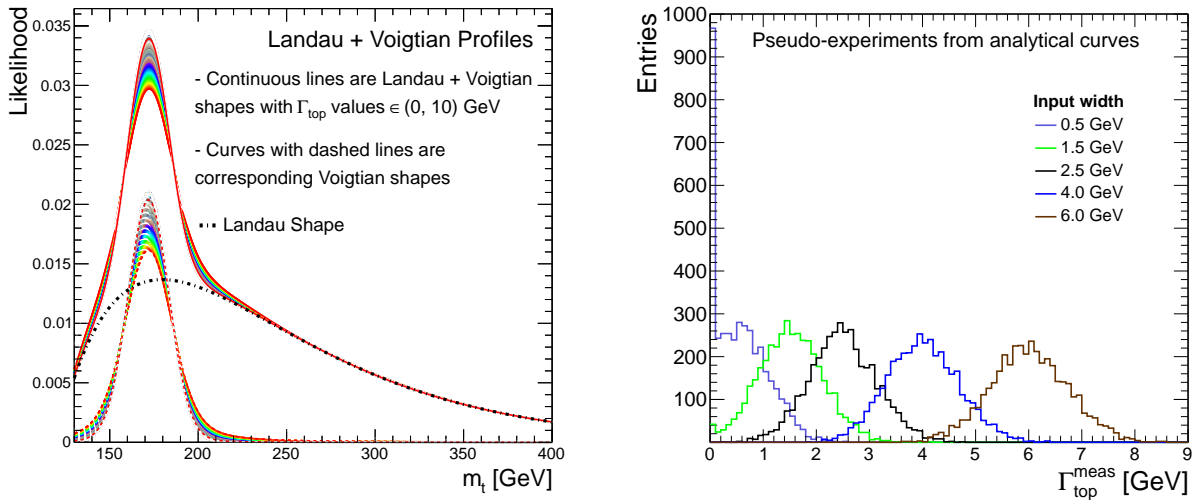 Likelihood
Landau + Voigtian Profiles
- Continuous lines are Landau + Voigtian
shapes with Γtop values ∈ (0, 10) GeV
- Curves with dashed lines are
corresponding Voigtian shapes
Landau Shape
0.035
0.03
0.025
0.02
0.015
0.01
0.005
0
150 200 250 300 350 400
mt [GeV]
Entries
Pseudo-experiments from analytical curves
Input width
0.5 GeV
1.5 GeV
2.5 GeV
4.0 GeV
6.0 GeV
1000
900
800
700
600
500
400
300
200
100
0 1 2 3 4 5 6 7 8 9
Γtop^meas [GeV]